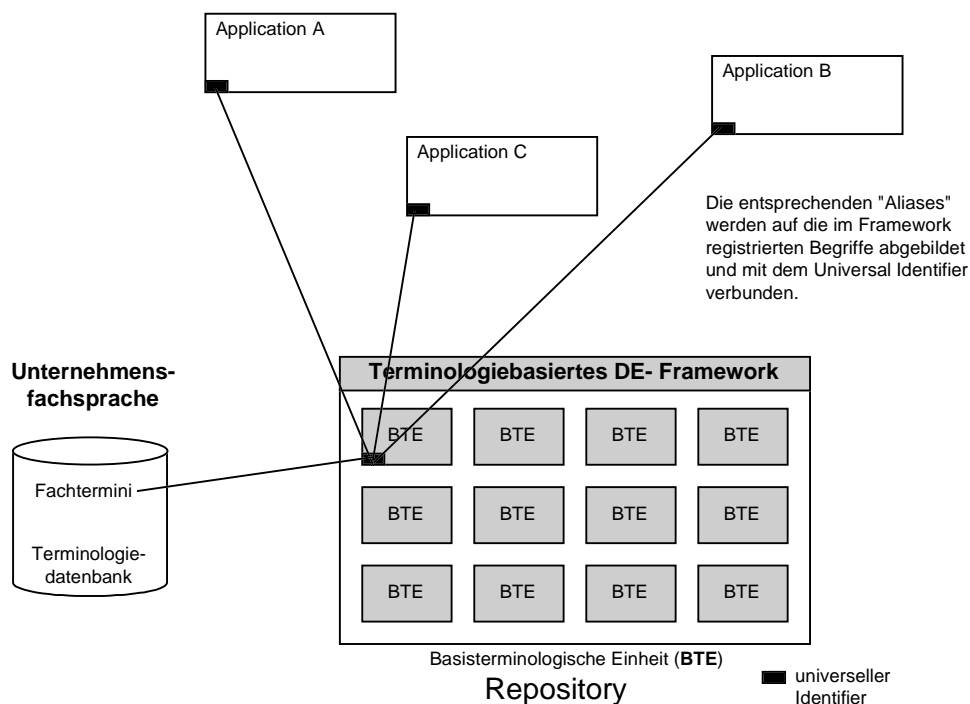 Application A
Application B
Application C
Die entsprechenden "Aliases"
werden auf die im Framework
registrierten Begriffe abgebildet
und mit dem Universal Identifier
verbunden.
Unternehmens-
fachsprache
Fachtermini
Terminologie-
datenbank
Terminologiebasiertes DE- Framework
BTE BTE BTE BTE
BTE BTE BTE BTE
BTE BTE BTE BTE
Basisterminologische Einheit (BTE)
Repository
universeller
Identifier